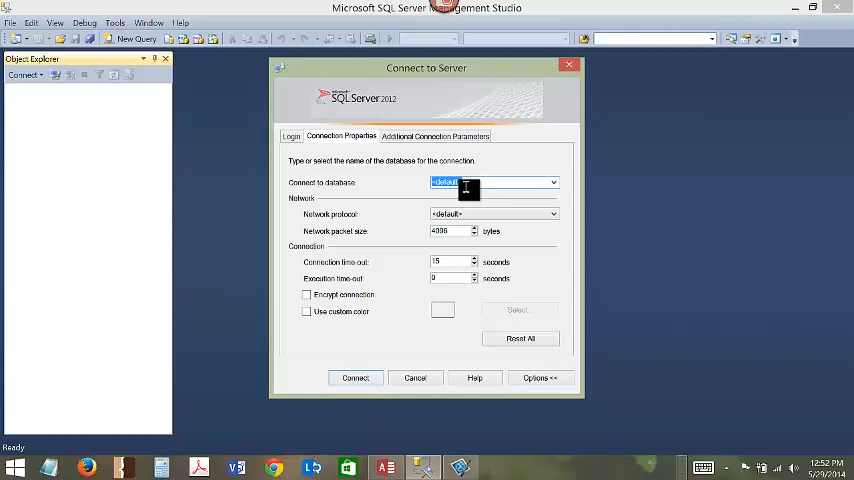 Microsoft SQL Server Management Studio
File Edit View Debug Tools Window Help
New Query
Object Explorer
Connect
Connect to Server
Microsoft
SQL Server 2012
Login Connection Properties Additional Connection Parameters
Type or select the name of the database for the connection.
Connect to database: <default
Network
Network protocol: <default>
Network packet size: 4096 bytes
Connection
Connection time-out: 15 seconds
Execution time-out: 0 seconds
Encrypt connection
Use custom color: Select...
Reset All
Connect Cancel Help Options <<
Ready
12:52 PM
5/29/2014